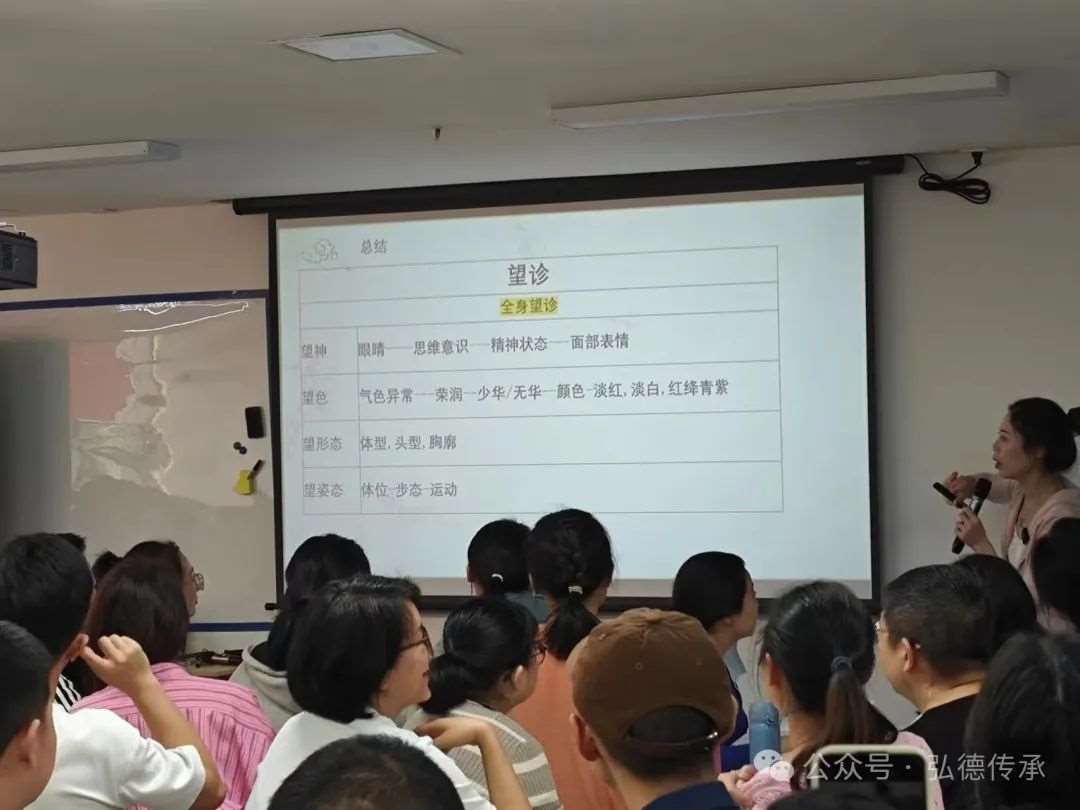 总结
望诊
全身望诊
望神 眼睛---思维意识---精神状态---面部表情
望色 气色异常---荣润--少华/无华--颜色-淡红,淡白,红绛青紫
望形态 体型,头型,胸廓
望姿态 体位-步态-运动
公众号·弘德传承